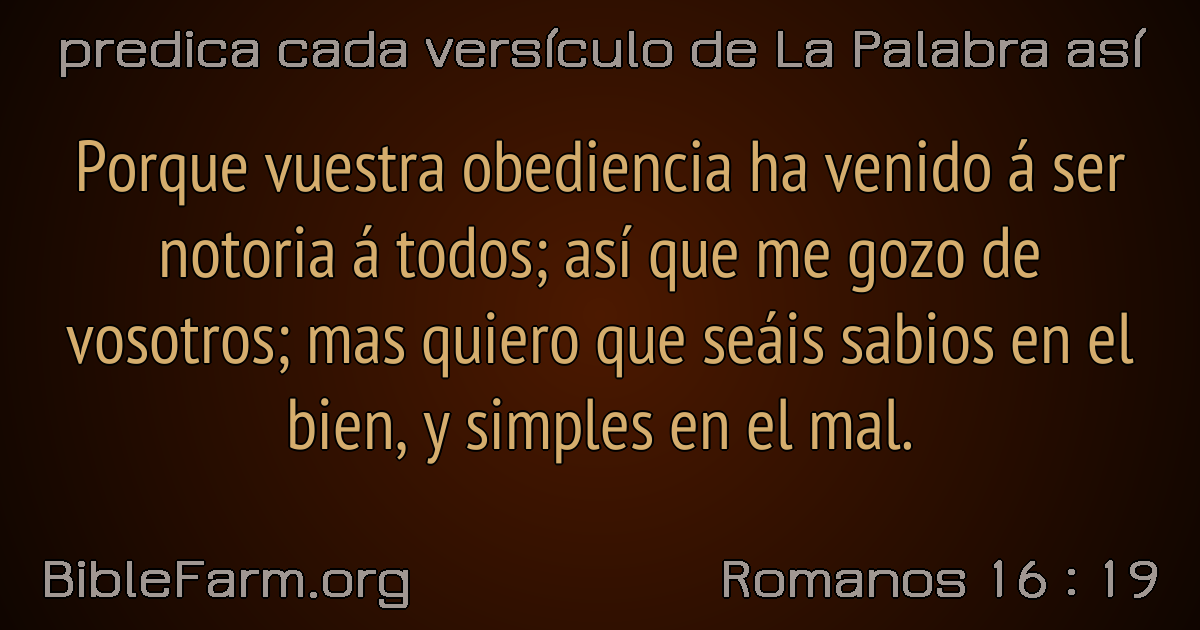 predica cada versículo de La Palabra así
Porque vuestra obediencia ha venido á ser
notoria á todos; así que me gozo de
vosotros; mas quiero que seáis sabios en el
bien, y simples en el mal.
BibleFarm.org
Romanos 16 : 19